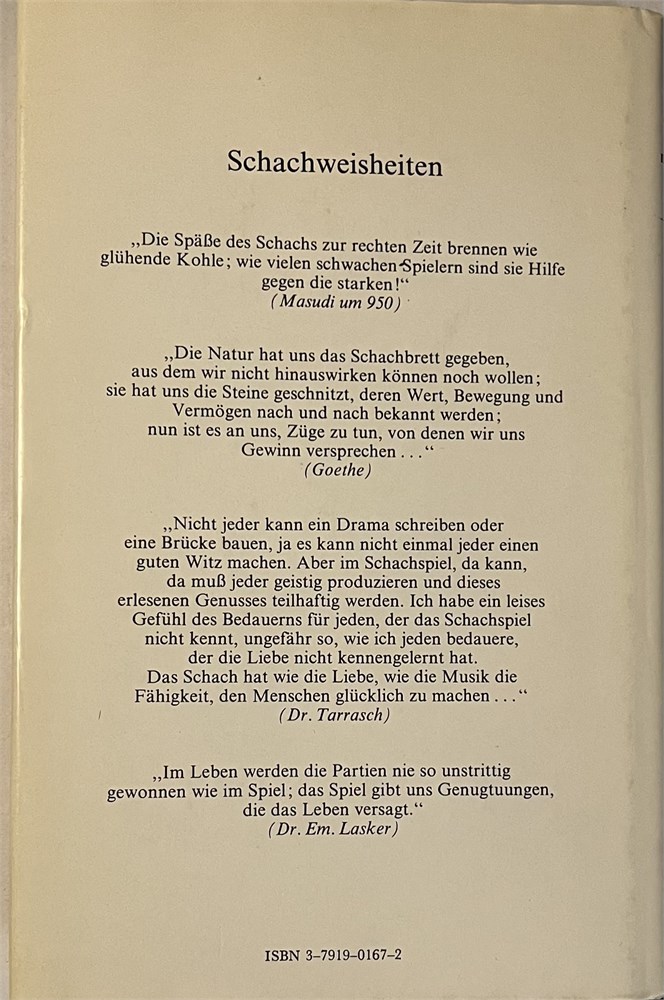 Schachweisheiten
„Die Späße des Schachs zur rechten Zeit brennen wie
glühende Kohle; wie vielen schwachen Spielern sind sie Hilfe
gegen die starken!“
(Masudi um 950)
„Die Natur hat uns das Schachbrett gegeben,
aus dem wir nicht hinauswirken können noch wollen;
sie hat uns die Steine geschnitzt, deren Wert, Bewegung und
Vermögen nach und nach bekannt werden;
nun ist es an uns, Züge zu tun, von denen wir uns
Gewinn versprechen . . .“
(Goethe)
„Nicht jeder kann ein Drama schreiben oder
eine Brücke bauen, ja es kann nicht einmal jeder einen
guten Witz machen. Aber im Schachspiel, da kann,
da muß jeder geistig produzieren und dieses
erlesenen Genusses teilhaftig werden. Ich habe ein leises
Gefühl des Bedauerns für jeden, der das Schachspiel
nicht kennt, ungefähr so, wie ich jeden bedauere,
der die Liebe nicht kennengelernt hat.
Das Schach hat wie die Liebe, wie die Musik die
Fähigkeit, den Menschen glücklich zu machen . . .“
(Dr. Tarrasch)
„Im Leben werden die Partien nie so unstrittig
gewonnen wie im Spiel; das Spiel gibt uns Genugtuungen,
die das Leben versagt.“
(Dr. Em. Lasker)
ISBN 3–7919–0167–2